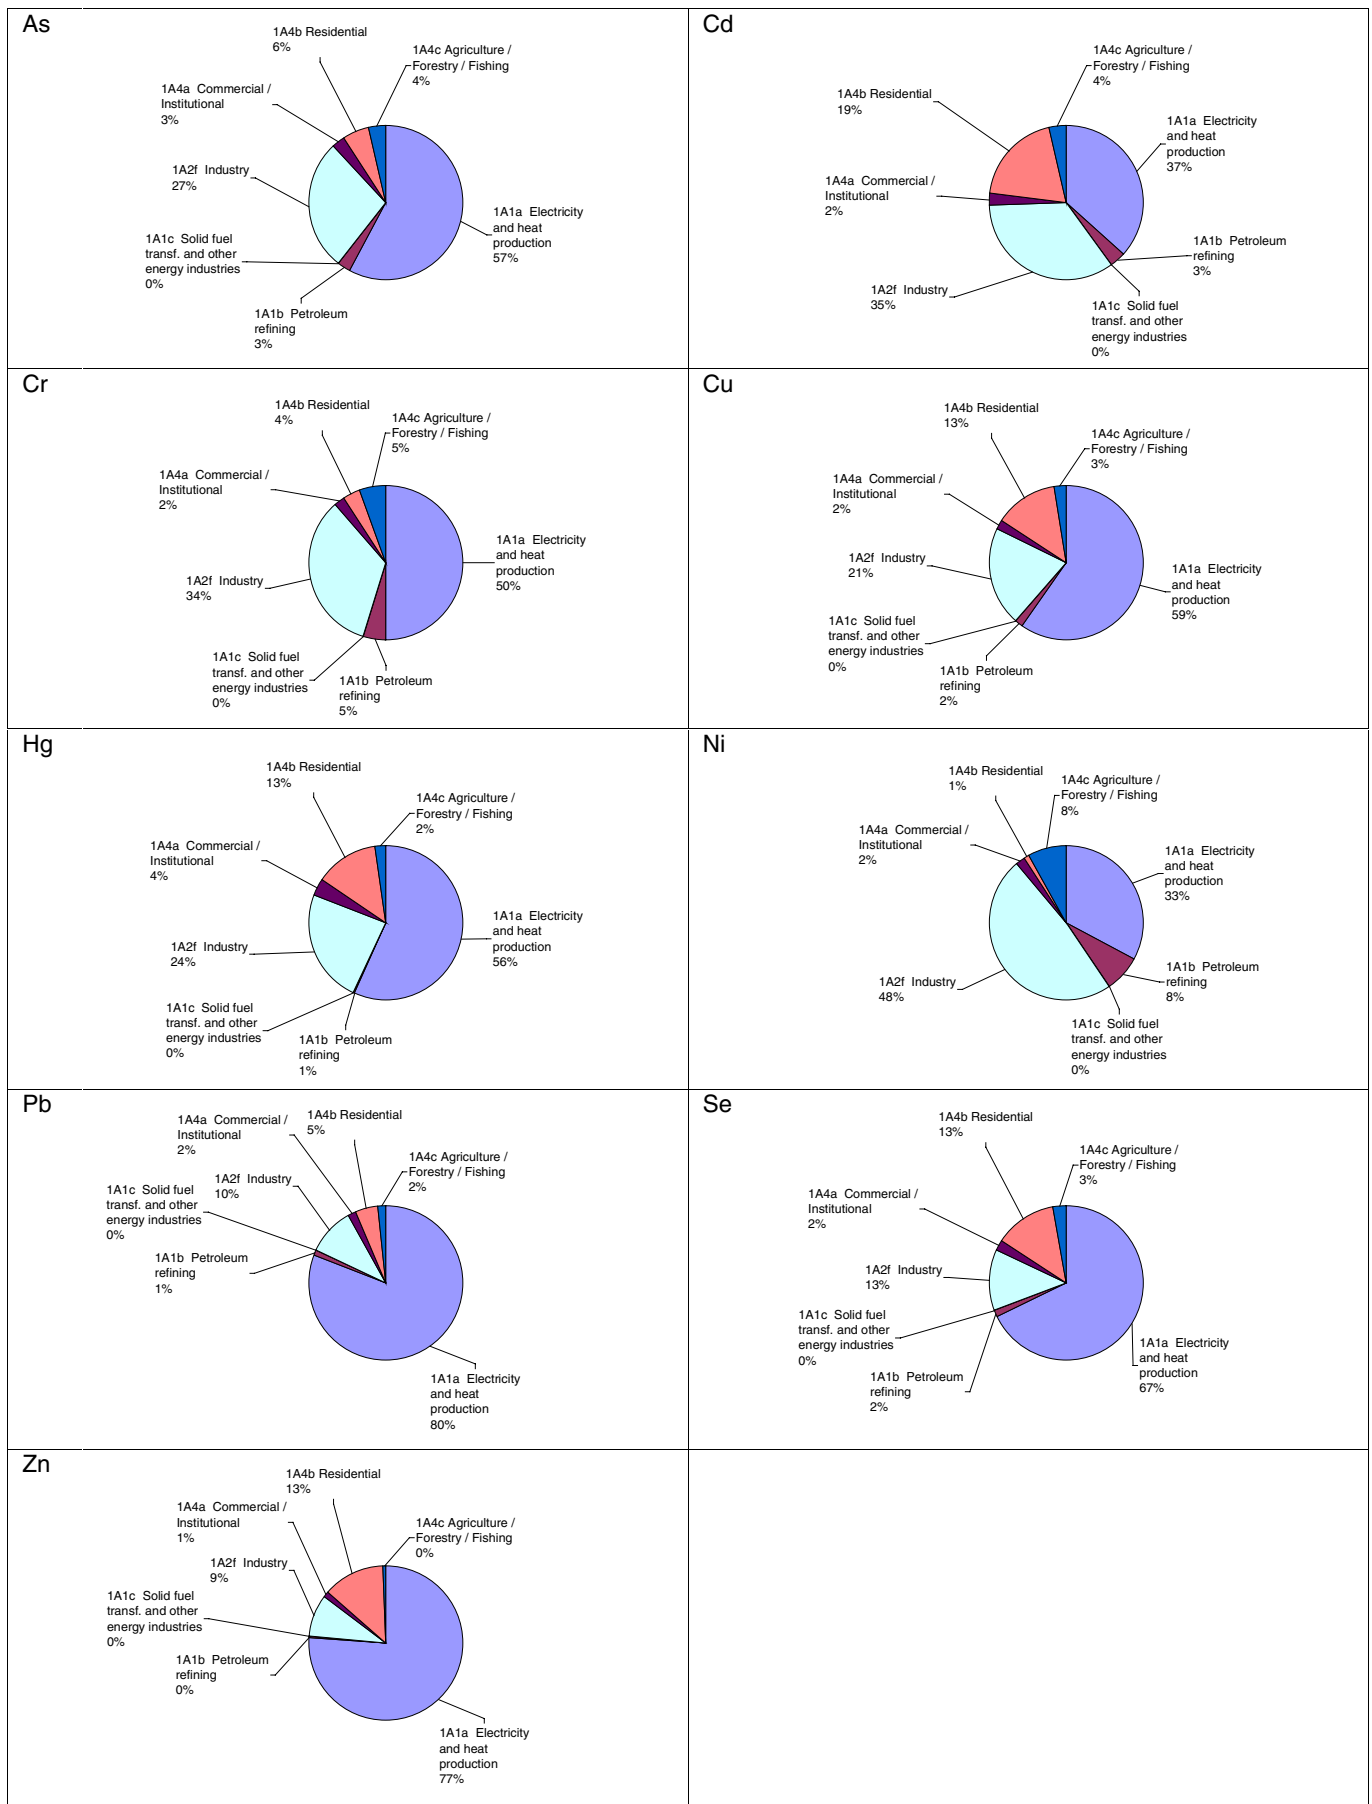 As
1A4b Residential
6%
1A4c Agriculture /
Forestry / Fishing
4%
1A4a  Commercial /
Institutional
3%
1A2f  Industry
27%
1A1a  Electricity
and heat
production
57%
1A1c  Solid fuel
transf. and other
energy industries
0%
1A1b  Petroleum
refining
3%
Cd
1A4c Agriculture /
Forestry / Fishing
4%
1A4b Residential
19%
1A1a  Electricity
and heat
production
37%
1A4a  Commercial /
Institutional
2%
1A1b  Petroleum
refining
3%
1A2f  Industry
35%
1A1c  Solid fuel
transf. and other
energy industries
0%
Cr
1A4b Residential
4%
1A4c Agriculture /
Forestry / Fishing
5%
1A4a  Commercial /
Institutional
2%
1A1a  Electricity
and heat
production
50%
1A2f  Industry
34%
1A1c  Solid fuel
transf. and other
energy industries
0%
1A1b  Petroleum
refining
5%
Cu
1A4b Residential
13%
1A4c Agriculture /
Forestry / Fishing
3%
1A4a  Commercial /
Institutional
2%
1A2f  Industry
21%
1A1a  Electricity
and heat
production
59%
1A1c  Solid fuel
transf. and other
energy industries
0%
1A1b  Petroleum
refining
2%
Hg
1A4b Residential
13%
1A4c Agriculture /
Forestry / Fishing
2%
1A4a  Commercial /
Institutional
4%
1A1a  Electricity
and heat
production
56%
1A2f  Industry
24%
1A1c  Solid fuel
transf. and other
energy industries
0%
1A1b  Petroleum
refining
1%
Ni
1A4b Residential
1%
1A4c Agriculture /
Forestry / Fishing
8%
1A4a  Commercial /
Institutional
2%
1A1a  Electricity
and heat
production
33%
1A1b  Petroleum
refining
8%
1A2f  Industry
48%
1A1c  Solid fuel
transf. and other
energy industries
0%
Pb
1A4a  Commercial /
Institutional
2%
1A4b Residential
5%
1A4c Agriculture /
Forestry / Fishing
2%
1A2f  Industry
10%
1A1c  Solid fuel
transf. and other
energy industries
0%
1A1b  Petroleum
refining
1%
1A1a  Electricity
and heat
production
80%
Se
1A4b Residential
13%
1A4c Agriculture /
Forestry / Fishing
3%
1A4a  Commercial /
Institutional
2%
1A2f  Industry
13%
1A1c  Solid fuel
transf. and other
energy industries
0%
1A1a  Electricity
and heat
production
67%
1A1b  Petroleum
refining
2%
Zn
1A4b Residential
13%
1A4a  Commercial /
Institutional
1%
1A4c Agriculture /
Forestry / Fishing
0%
1A2f  Industry
9%
1A1c  Solid fuel
transf. and other
energy industries
0%
1A1b  Petroleum
refining
0%
1A1a  Electricity
and heat
production
77%